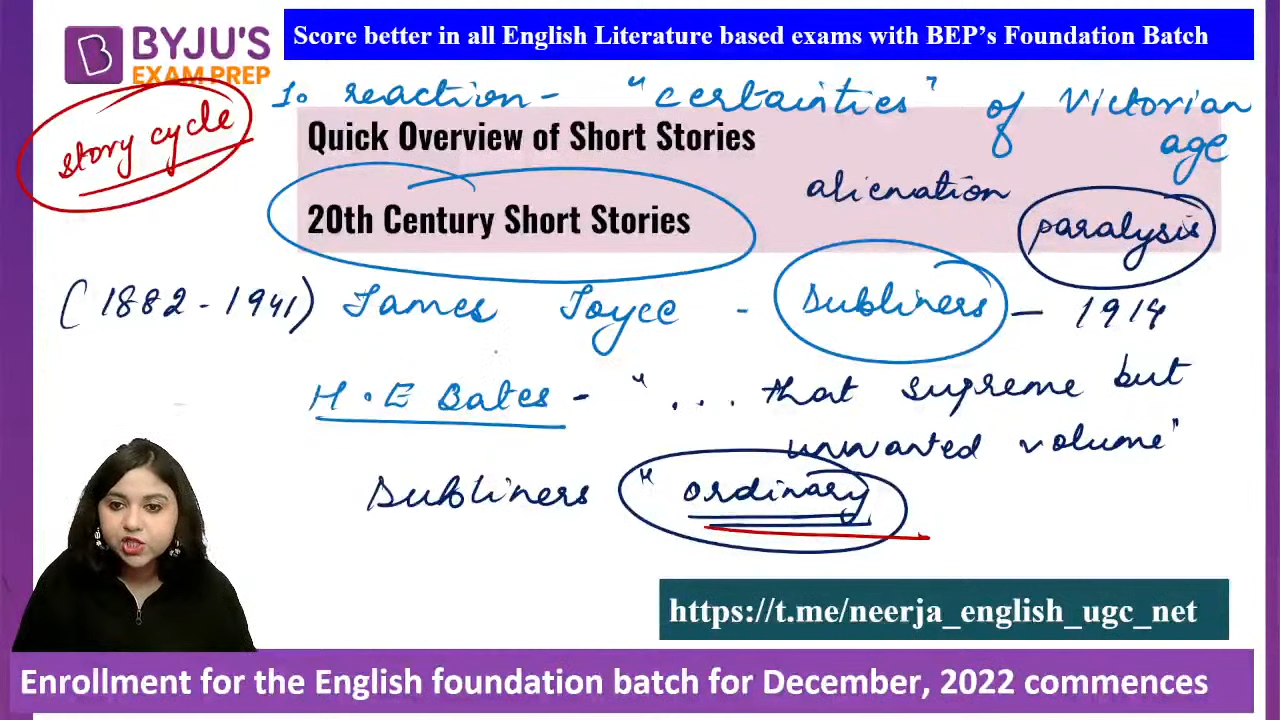 BYJU'S
EXAM PREP
Score better in all English Literature based exams with BEP's Foundation Batch
story cycle
1. reaction - "certainties" of Victorian
age
Quick Overview of Short Stories
alienation
20th Century Short Stories
paralysis
(1882 - 1941) James Joyce - Dubliners - 1914
H.E Bates - "... that supreme but
unwanted volume"
Dubliners "ordinary
https://t.me/neerja_english_ugc_net
Enrollment for the English foundation batch for December, 2022 commences